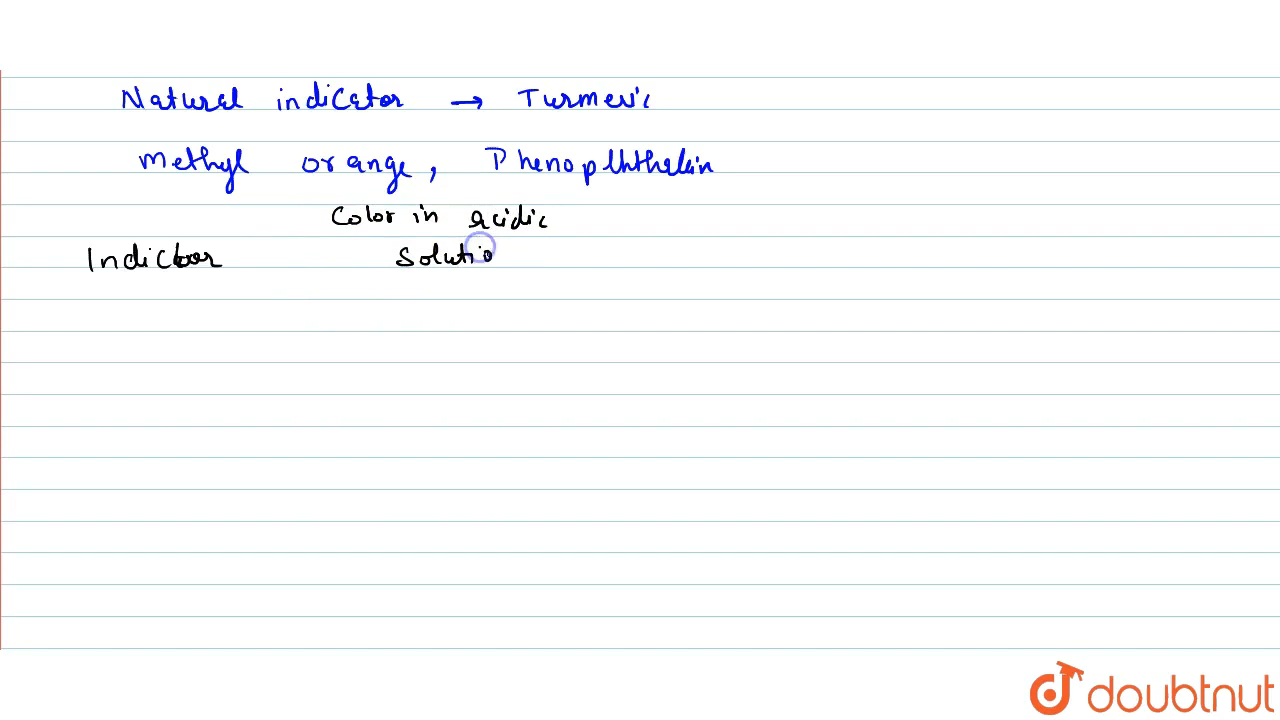 Natural indicator → Turmeric
Methyl orange, Phenophthalein
Color in acidic
Indicator Solutio
doubtnut